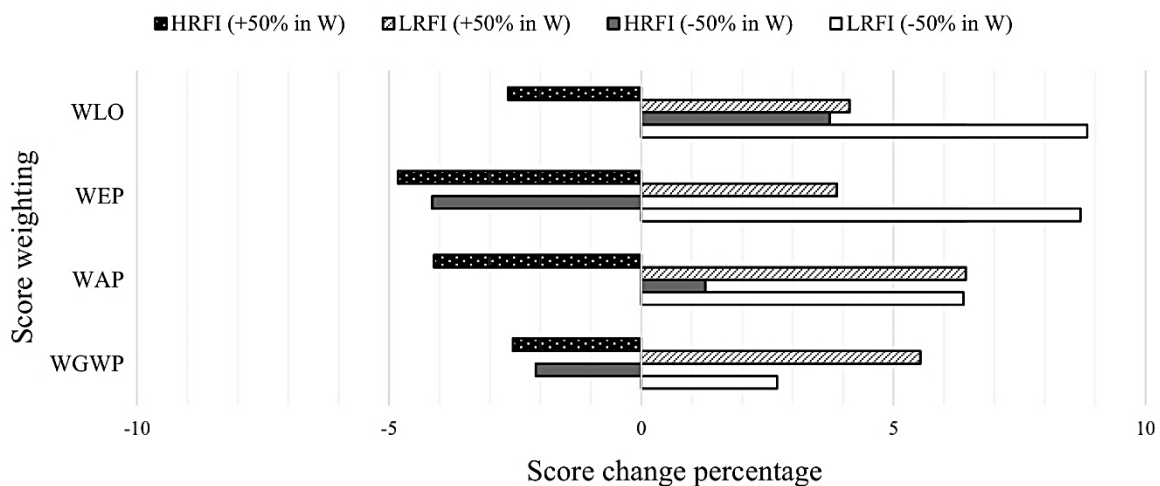 HRFI (+50% in W) LRFI (+50% in W) HRFI (-50% in W) LRFI (-50% in W)
Score weighting
WLO
WEP
WAP
WGWP
-10 -5 0 5 10
Score change percentage